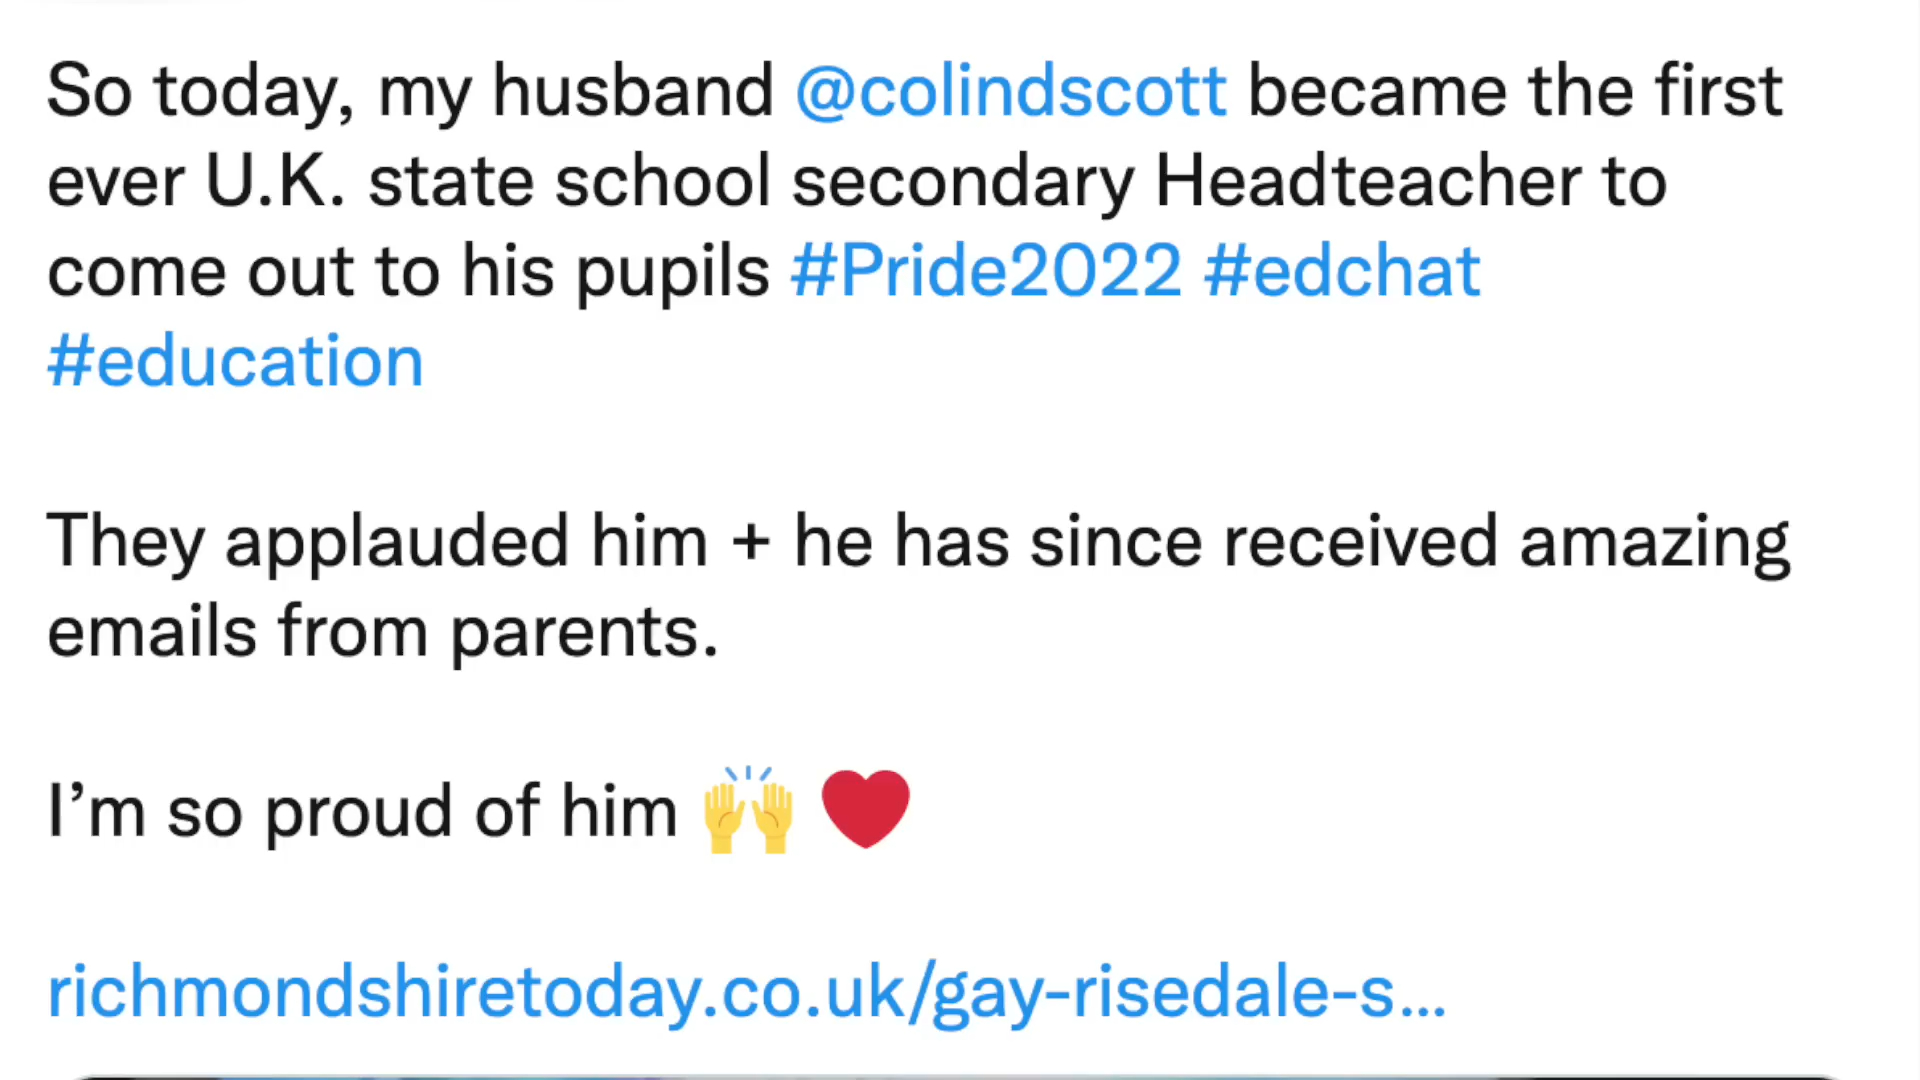 So today, my husband @colindscott became the first
ever U.K. state school secondary Headteacher to
come out to his pupils #Pride2022 #edchat
#education
They applauded him + he has since received amazing
emails from parents.
I’m so proud of him 🙌 ❤️
richmondshiretoday.co.uk/gay-risedale-s…